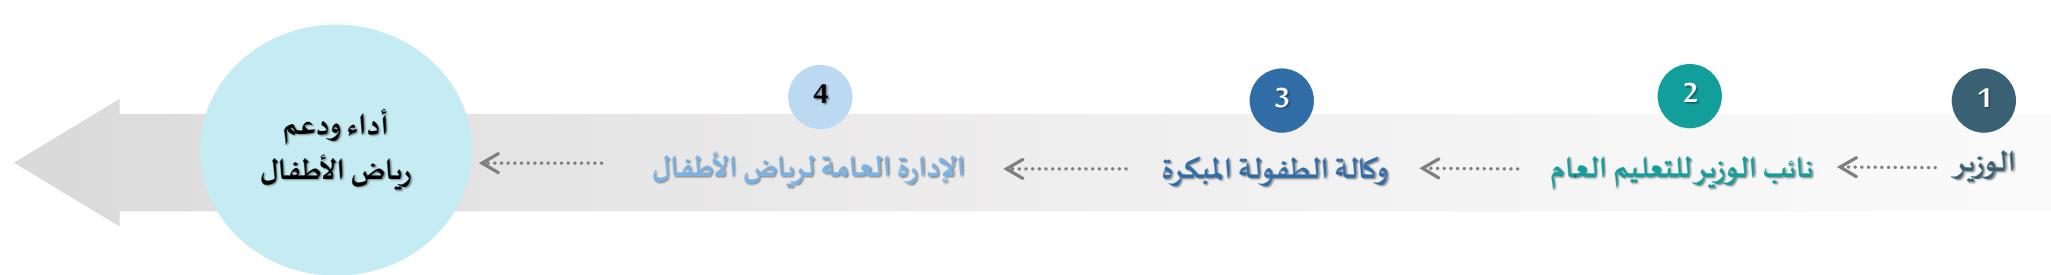 1
الوزير
2
نائب الوزير للتعليم العام
3
وكالة الطفولة المبكرة
4
الإدارة العامة لرياض الأطفال
أداء ودعم
رياض الأطفال